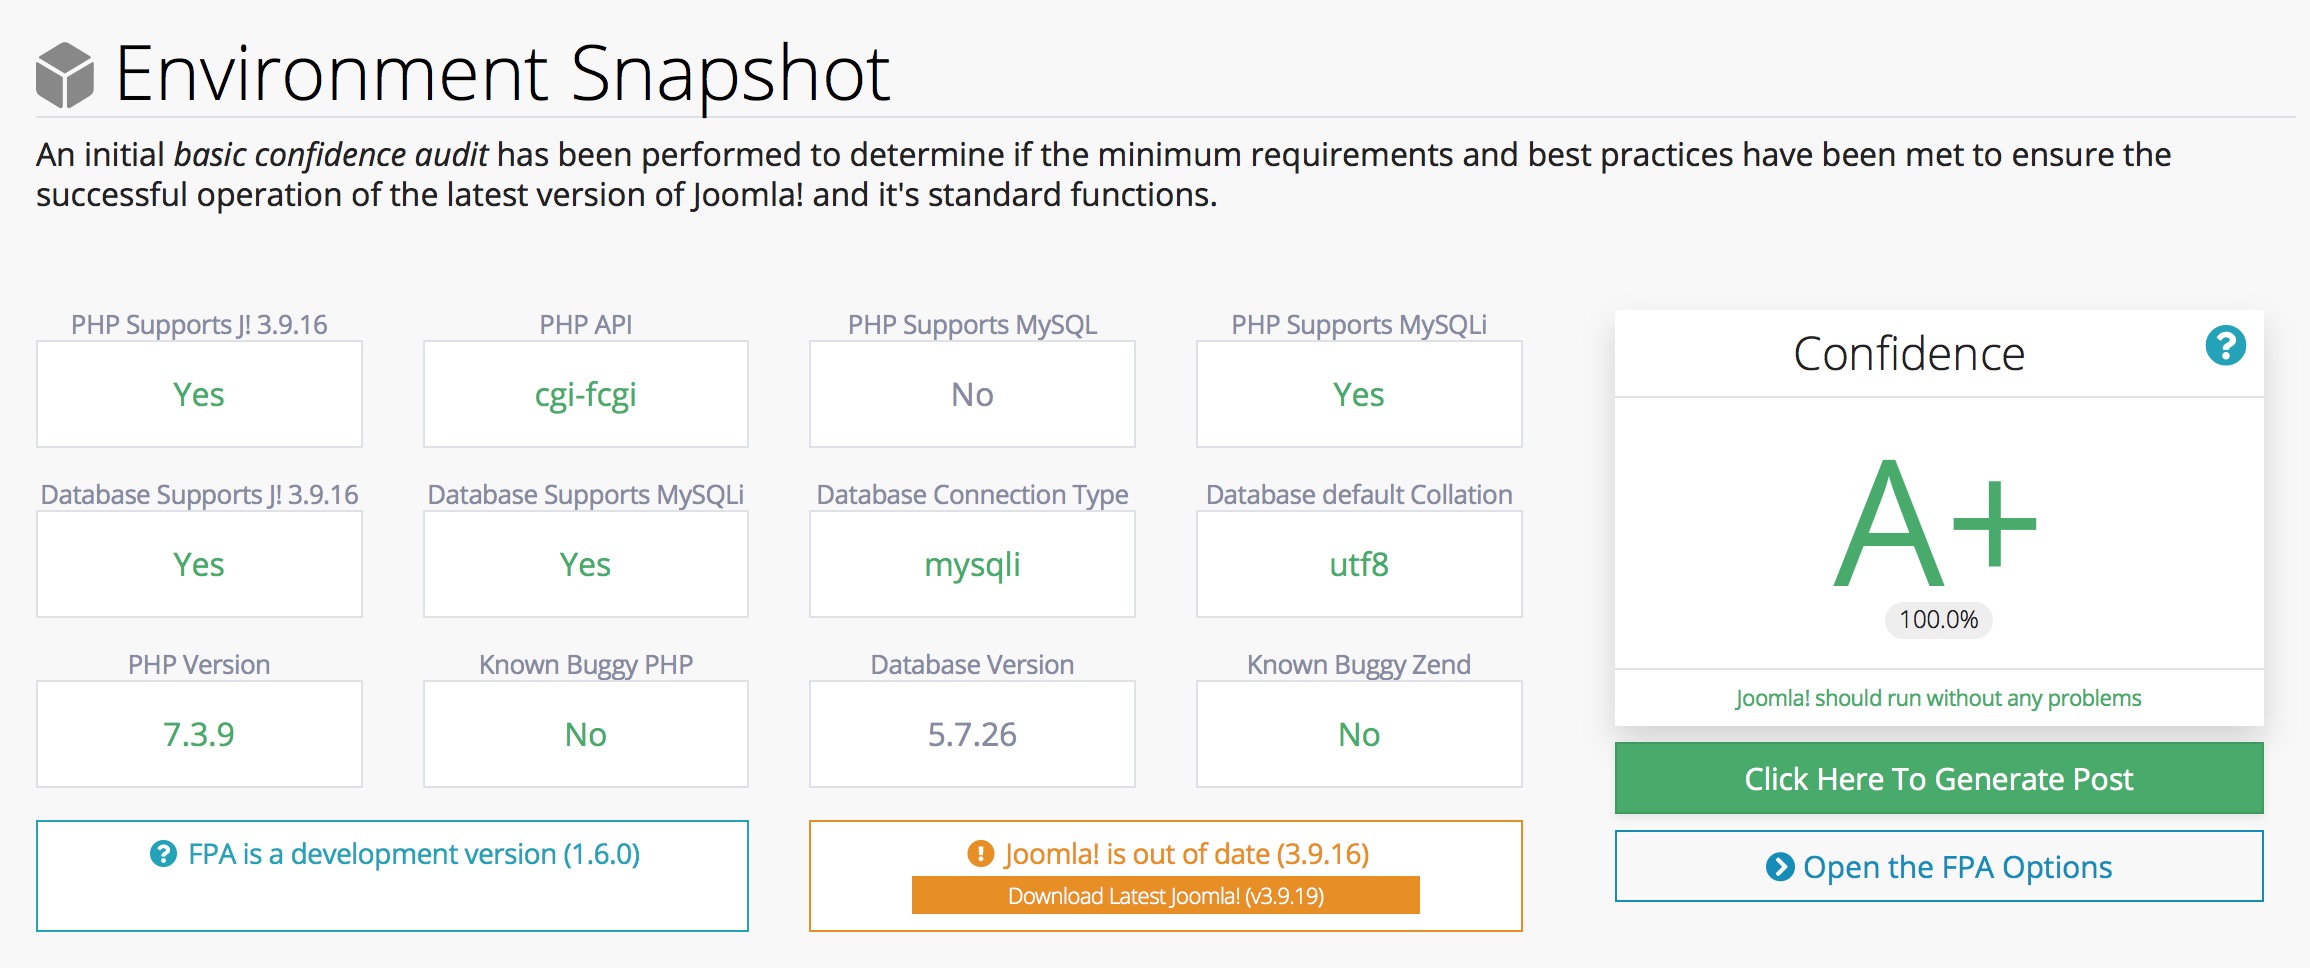 Environment Snapshot
An initial basic confidence audit has been performed to determine if the minimum requirements and best practices have been met to ensure the
successful operation of the latest version of Joomla! and it's standard functions.
PHP Supports J! 3.9.16
Yes
PHP API
cgi-fcgi
PHP Supports MySQL
No
PHP Supports MySQLi
Yes
Database Supports J! 3.9.16
Yes
Database Supports MySQLi
Yes
Database Connection Type
mysqli
Database default Collation
utf8
PHP Version
7.3.9
Known Buggy PHP
No
Database Version
5.7.26
Known Buggy Zend
No
? FPA is a development version (1.6.0)
! Joomla! is out of date (3.9.16)
Download Latest Joomla! (v3.9.19)
Confidence ?
A+
100.0%
Joomla! should run without any problems
Click Here To Generate Post
Open the FPA Options